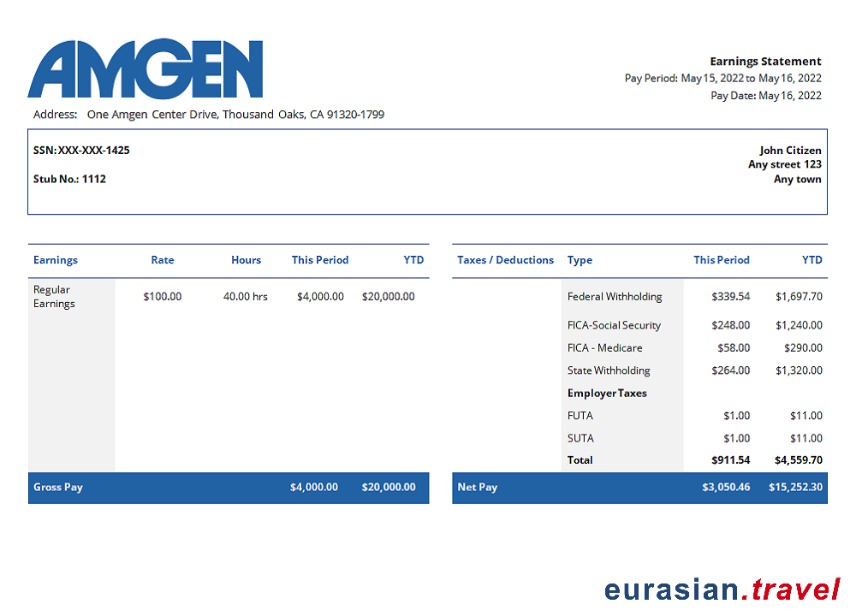 AMGEN
Earnings Statement
Pay Period: May 15, 2022 to May 16, 2022
Pay Date: May 16, 2022
Address: One Amgen Center Drive, Thousand Oaks, CA 91320-1799
SSN: XXX-XXX-1425
Stub No.: 1112
John Citizen
Any street 123
Any town
Earnings Rate Hours This Period YTD
Regular
Earnings $100.00 40.00 hrs $4,000.00 $20,000.00
Gross Pay $4,000.00 $20,000.00
Taxes / Deductions Type This Period YTD
Federal Withholding $339.54 $1,697.70
FICA-Social Security $248.00 $1,240.00
FICA - Medicare $58.00 $290.00
State Withholding $264.00 $1,320.00
Employer Taxes
FUTA $1.00 $11.00
SUTA $1.00 $11.00
Total $911.54 $4,559.70
Net Pay $3,050.46 $15,252.30
eurasian.travel